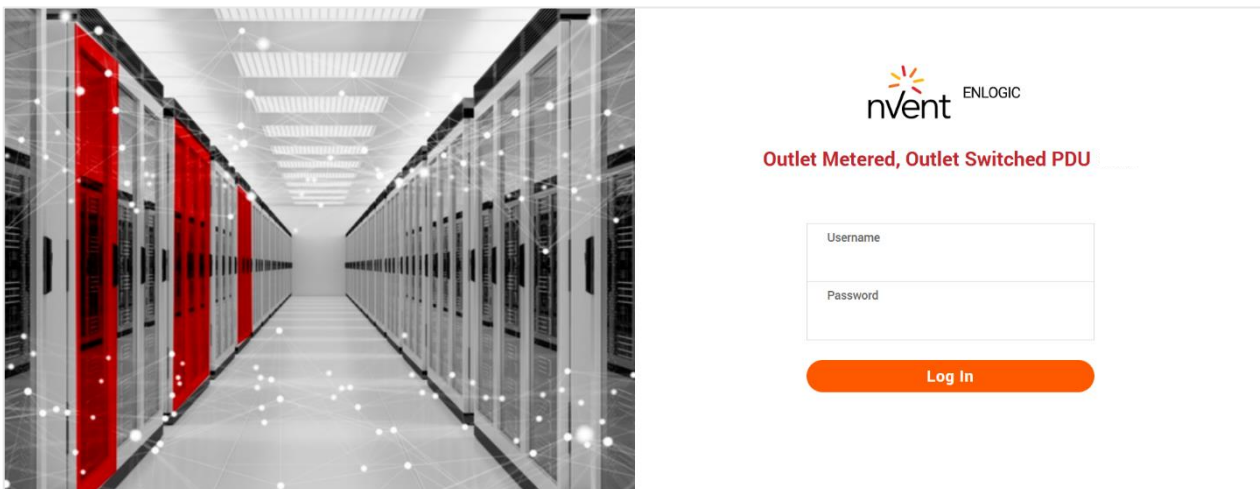 nvent ENLOGIC
Outlet Metered, Outlet Switched PDU
Username
Password
Log In